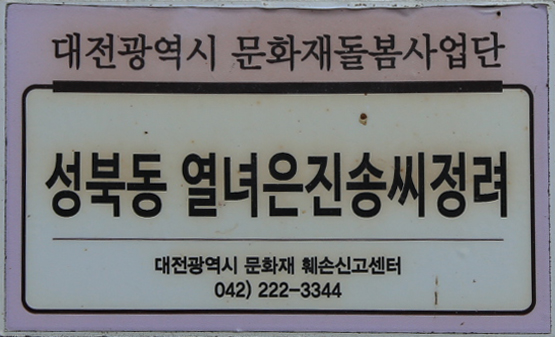 대전광역시 문화재돌봄사업단
성북동 열녀은진송씨정려
대전광역시 문화재 훼손신고센터
042) 222-3344